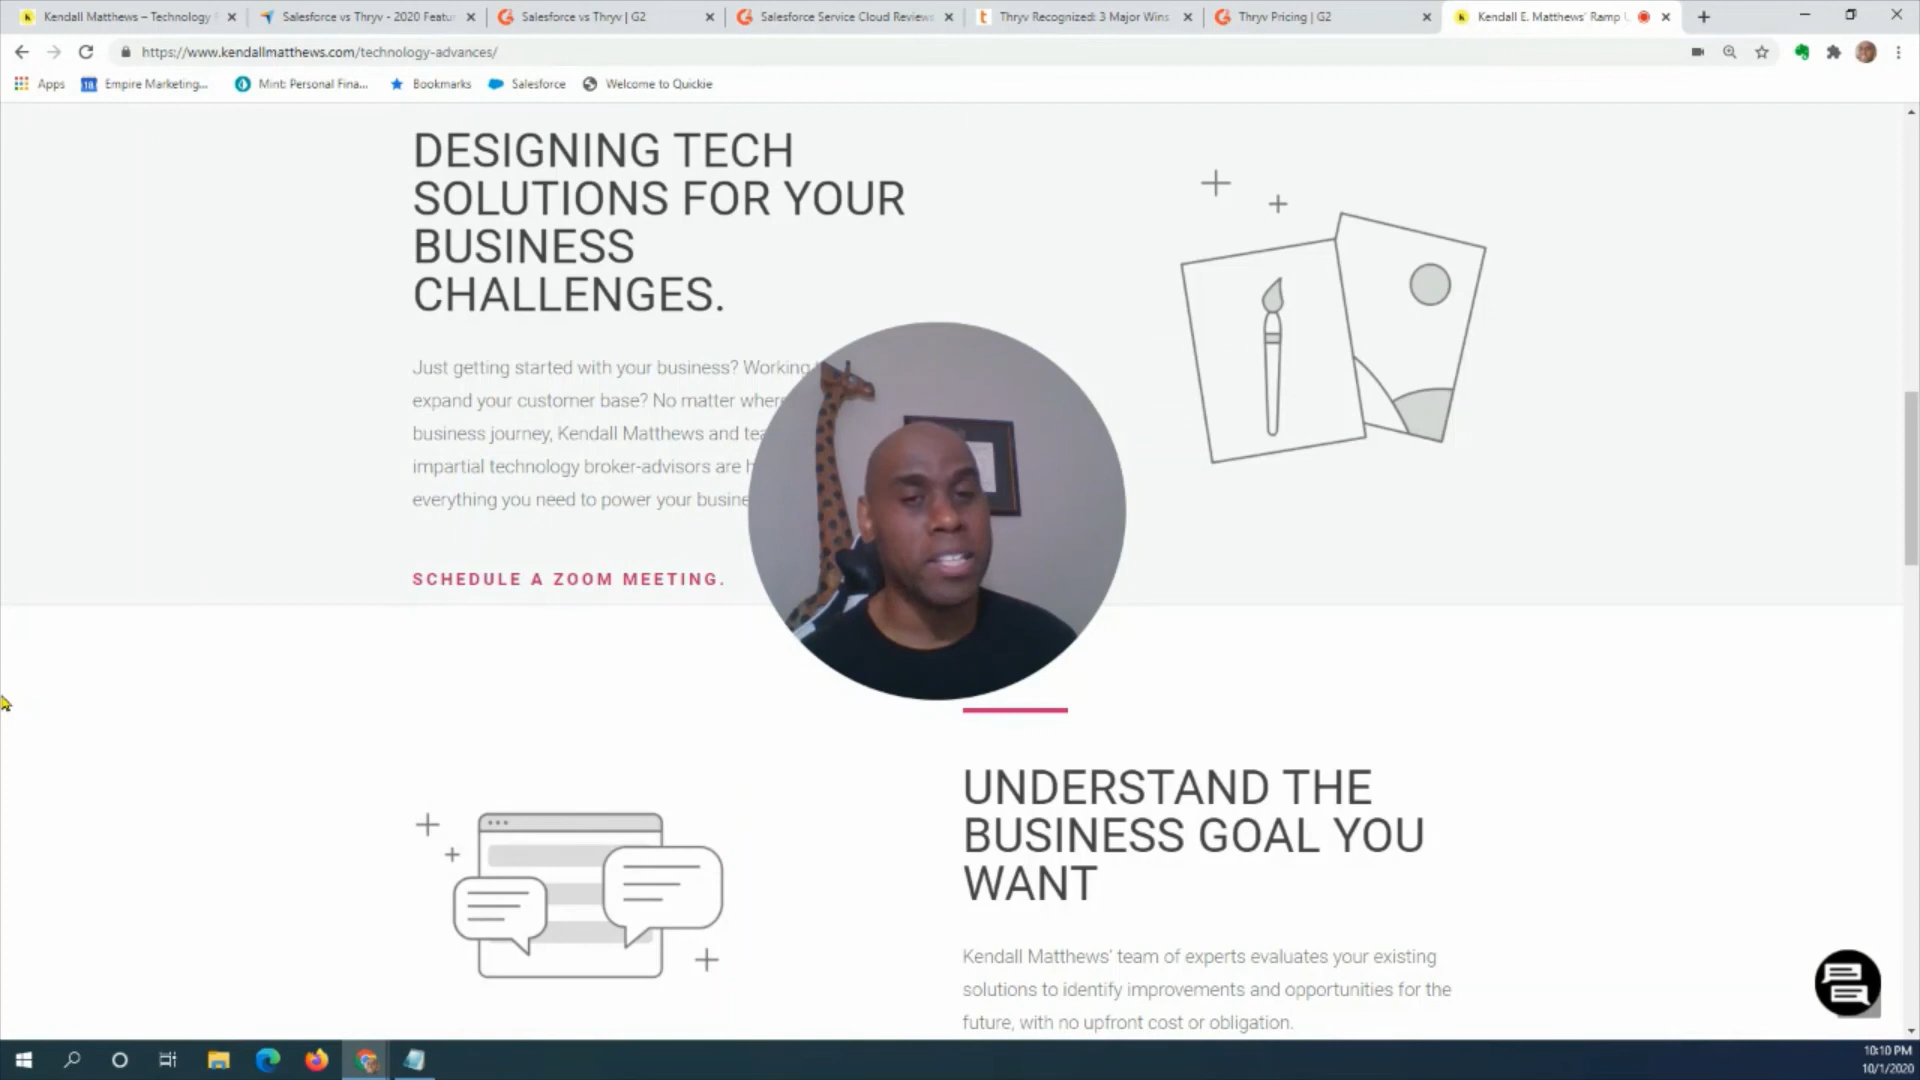 Kendall Matthews – Technology
Salesforce vs Thryv - 2020 Featu
Salesforce vs Thryv | G2
Salesforce Service Cloud Reviews
Thryv Recognized: 3 Major Wins
Thryv Pricing | G2
Kendall E. Matthews' Ramp
https://www.kendallmatthews.com/technology-advances/
Apps
18
Empire Marketing...
Mint: Personal Fina...
Bookmarks
Salesforce
Welcome to Quickie
DESIGNING TECH
SOLUTIONS FOR YOUR
BUSINESS
CHALLENGES.
Just getting started with your business? Working
expand your customer base? No matter where
business journey, Kendall Matthews and
impartial technology broker-advisors are
everything you need to power your
SCHEDULE A ZOOM MEETING.
UNDERSTAND THE
BUSINESS GOAL YOU
WANT
Kendall Matthews' team of experts evaluates your existing
solutions to identify improvements and opportunities for the
future, with no upfront cost or obligation.
10:10 PM
10/1/2020